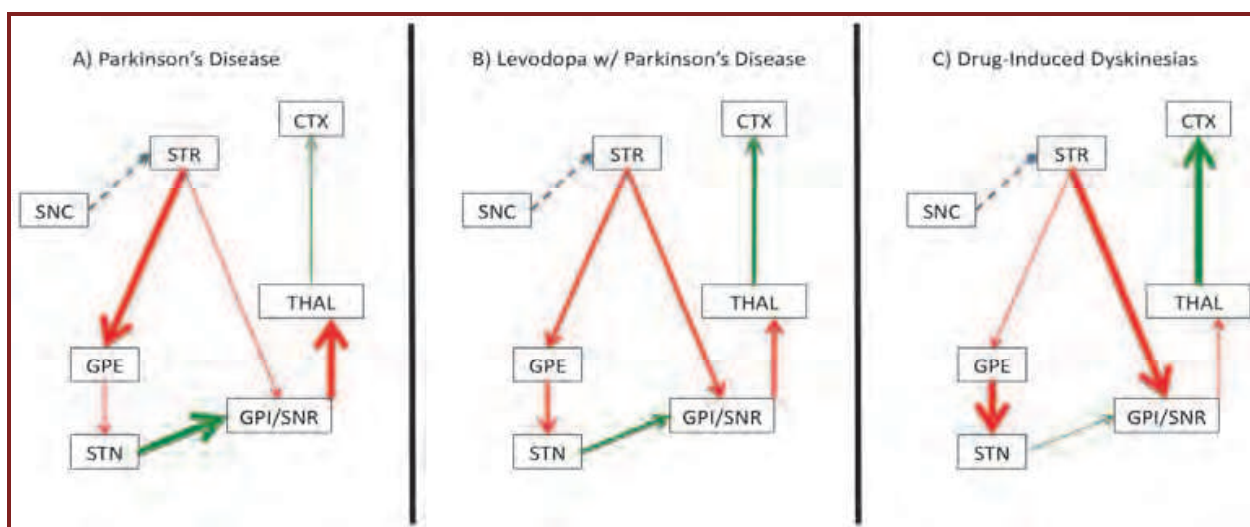 A) Parkinson's Disease
CTX
STR
SNC
THAL
GPE
GPI/SNR
STN
B) Levodopa w/ Parkinson's Disease
CTX
STR
SNC
THAL
GPE
GPI/SNR
STN
C) Drug-Induced Dyskinesias
CTX
STR
SNC
THAL
GPE
GPI/SNR
STN